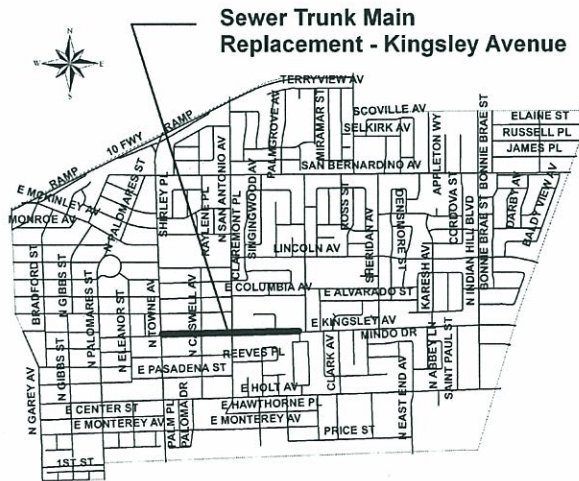 Sewer Trunk Main
Replacement - Kingsley Avenue
N
W
E
S
TERRYVIEW AV
RAMP
10 FWY
RAMP
SCOVILLE AV
SELKIRK AV
ELAINE ST
RUSSELL PL
JAMES PL
SAN BERNARDINO AV
PALMGROVE AV
MIRAMAR ST
APPLETON WY
BONNIE BRAE ST
E MCKINLEY AV
MONROE AV
N PALOMARES ST
SHIRLEY PL
RAYLENE PL
N SAN ANTONIO AV
CLAREMONT PL
SINGINGWOOD AV
ROSS ST
SHERIDAN AV
DENSMORE ST
CORDOVA ST
DARBY AV
BALDY VIEW AV
LINCOLN AV
BRADFORD ST
N GIBBS ST
N PALOMARES ST
N ELEANOR ST
N TOWNE AV
N CASWELL AV
E COLUMBIA AV
E ALVARADO ST
KARESH AV
N INDIAN HILL BLVD
BONNIE BRAE ST
E KINGSLEY AV
MINDO DR
REEVES PL
E PASADENA ST
CLARK AV
N ABBEY LN
SAINT PAUL ST
N GAREY AV
N GIBBS ST
E HOLT AV
E CENTER ST
E MONTEREY AV
PALM PL
PALOMA DR
E HAWTHORNE PL
E MONTEREY AV
N EAST END AV
PRICE ST
1ST ST